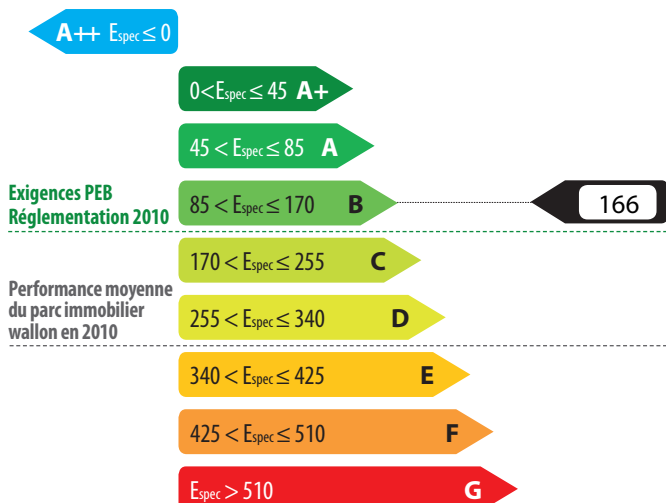 A++ Espec ≤ 0
0<Espec ≤ 45 A+
45 < Espec ≤ 85 A
Exigences PEB
Réglementation 2010
85 < Espec ≤ 170 B
166
170 < Espec ≤ 255 C
Performance moyenne
du parc immobilier
wallon en 2010
255 < Espec ≤ 340 D
340 < Espec ≤ 425 E
425 < Espec ≤ 510 F
Espec > 510 G